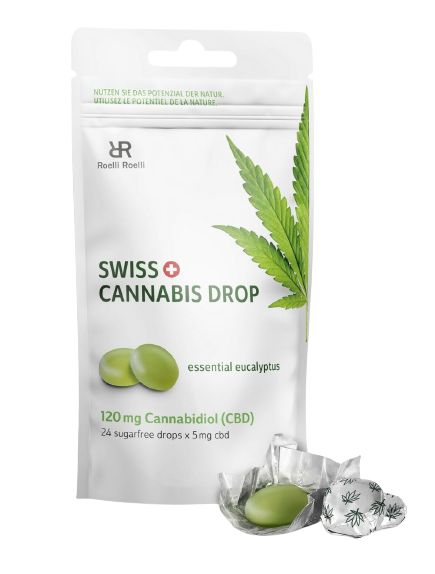 NUTZEN SIE DAS POTENZIAL DER NATUR.
UTILISEZ LE POTENTIEL DE LA NATURE.
RR
Roelli Roelli
SWISS
CANNABIS DROP
essential eucalyptus
120 mg Cannabidiol (CBD)
24 sugarfree drops x 5 mg cbd